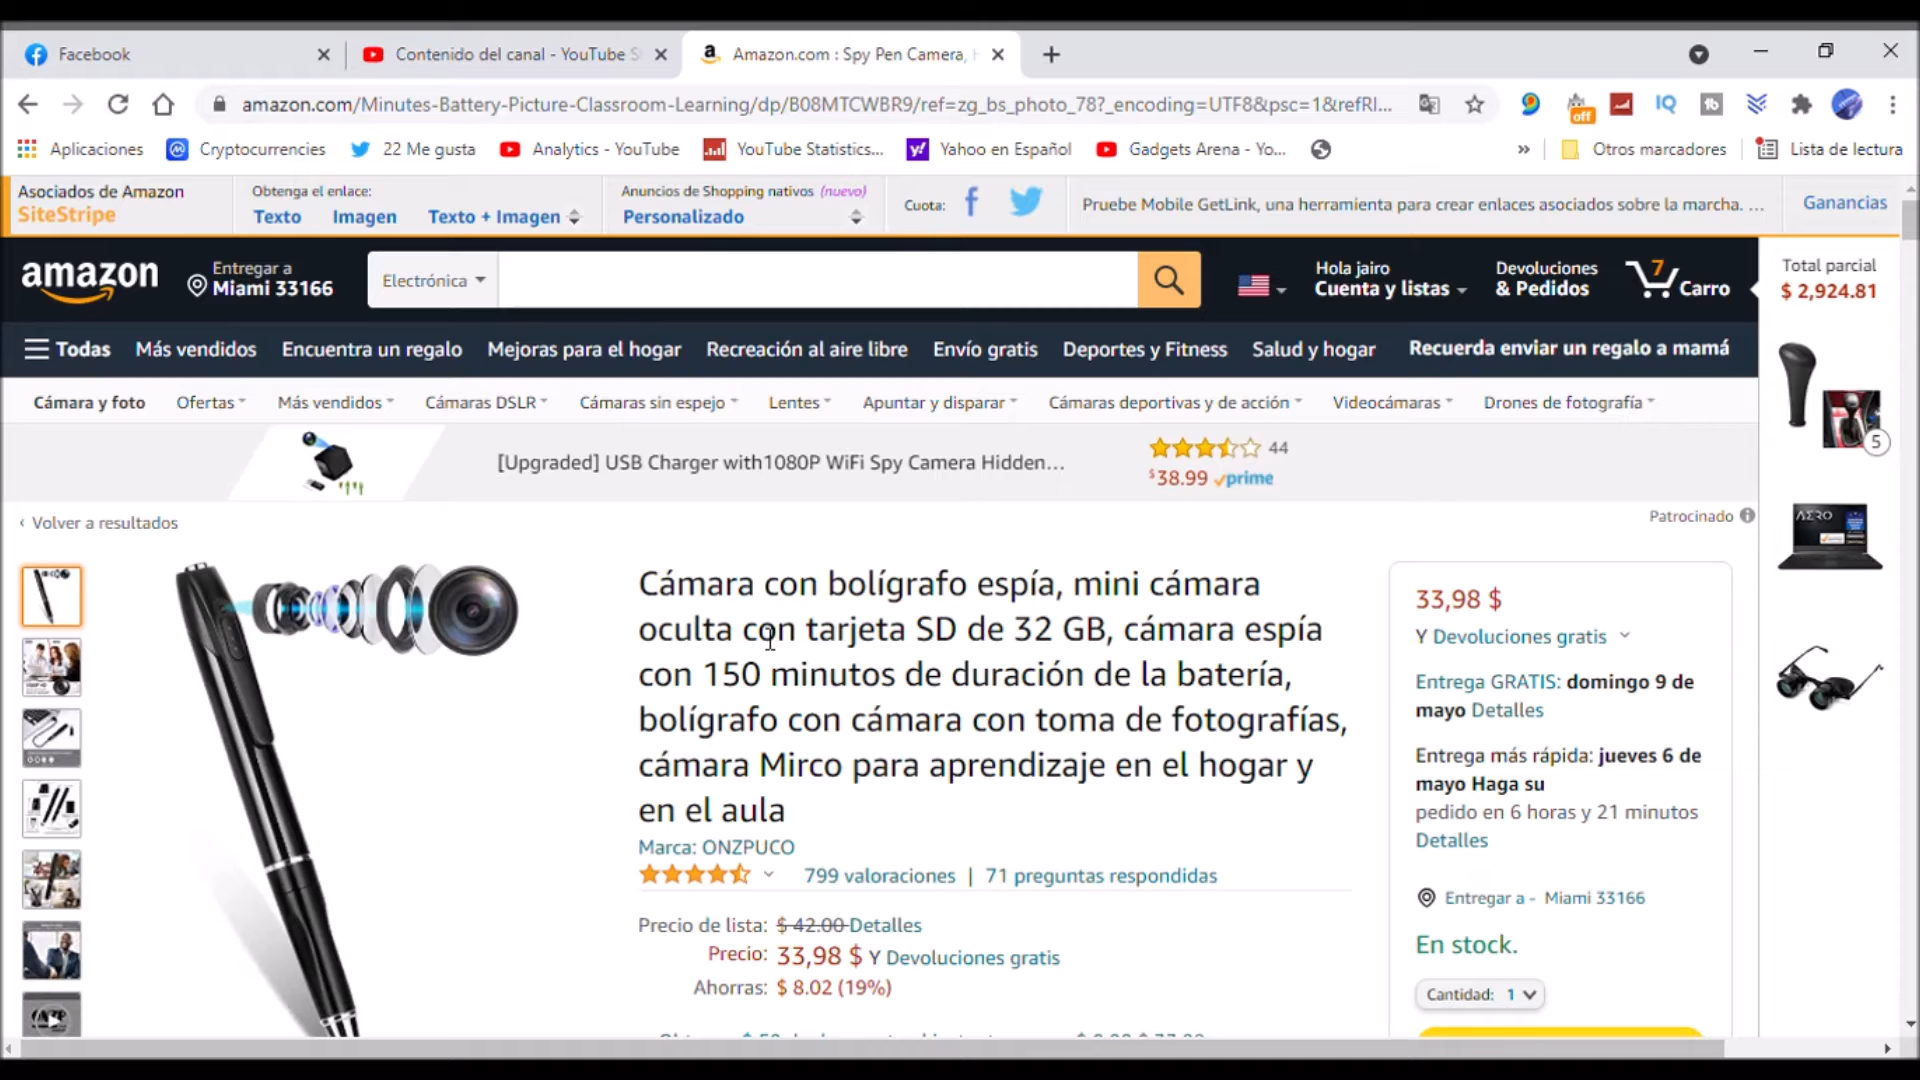 Facebook
Contenido del canal - YouTube S
Amazon.com : Spy Pen Camera,
amazon.com/Minutes-Battery-Picture-Classroom-Learning/dp/B08MTCWBR9/ref=zg_bs_photo_78?_encoding=UTF8&psc=1&refRI...
off
IQ
Aplicaciones
Cryptocurrencies
22 Me gusta
Analytics - YouTube
YouTube Statistics...
Yahoo en Español
Gadgets Arena - Yo...
»
Otros marcadores
Lista de lectura
Asociados de Amazon
SiteStripe
Obtenga el enlace:
Texto
Imagen
Texto + Imagen
Anuncios de Shopping nativos (nuevo)
Personalizado
Cuota:
Pruebe Mobile GetLink, una herramienta para crear enlaces asociados sobre la marcha. ...
Ganancias
amazon
Entregar a
Miami 33166
Electrónica
Hola jairo
Cuenta y listas
Devoluciones
& Pedidos
7
Carro
Total parcial
$ 2,924.81
Todas
Más vendidos
Encuentra un regalo
Mejoras para el hogar
Recreación al aire libre
Envío gratis
Deportes y Fitness
Salud y hogar
Recuerda enviar un regalo a mamá
Cámara y foto
Ofertas
Más vendidos
Cámaras DSLR
Cámaras sin espejo
Lentes
Apuntar y disparar
Cámaras deportivas y de acción
Videocámaras
Drones de fotografía
[Upgraded] USB Charger with1080P WiFi Spy Camera Hidden...
44
$38.99 prime
5
AERO
‹ Volver a resultados
Patrocinado
Cámara con bolígrafo espía, mini cámara
oculta con tarjeta SD de 32 GB, cámara espía
con 150 minutos de duración de la batería,
bolígrafo con cámara con toma de fotografías,
cámara Mirco para aprendizaje en el hogar y
en el aula
Marca: ONZPUCO
799 valoraciones | 71 preguntas respondidas
Precio de lista: $ 42.00 Detalles
Precio: 33,98 $ Y Devoluciones gratis
Ahorras: $ 8.02 (19%)
33,98 $
Y Devoluciones gratis
Entrega GRATIS: domingo 9 de
mayo Detalles
Entrega más rápida: jueves 6 de
mayo Haga su
pedido en 6 horas y 21 minutos
Detalles
Entregar a - Miami 33166
En stock.
Cantidad: 1